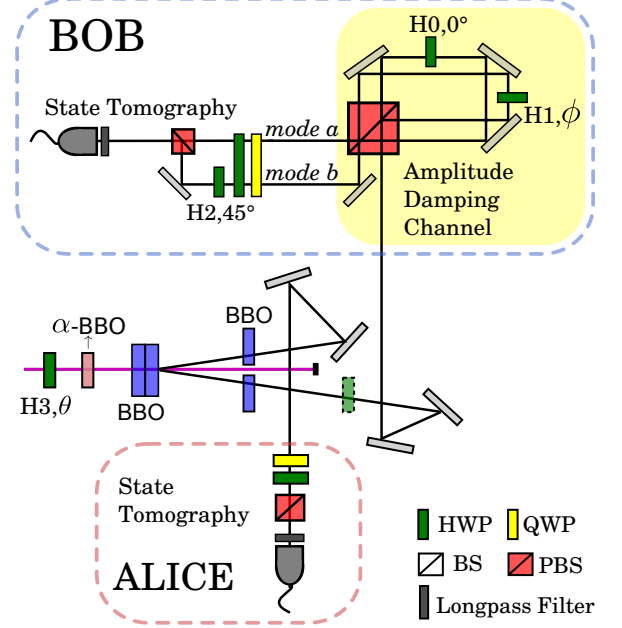 BOB
H0,0°
State Tomography
mode a
H1,ϕ
mode b
H2,45°
Amplitude
Damping
Channel
BBO
α-BBO
↑
H3,θ
BBO
State
Tomography
ALICE
HWP
QWP
BS
PBS
Longpass Filter